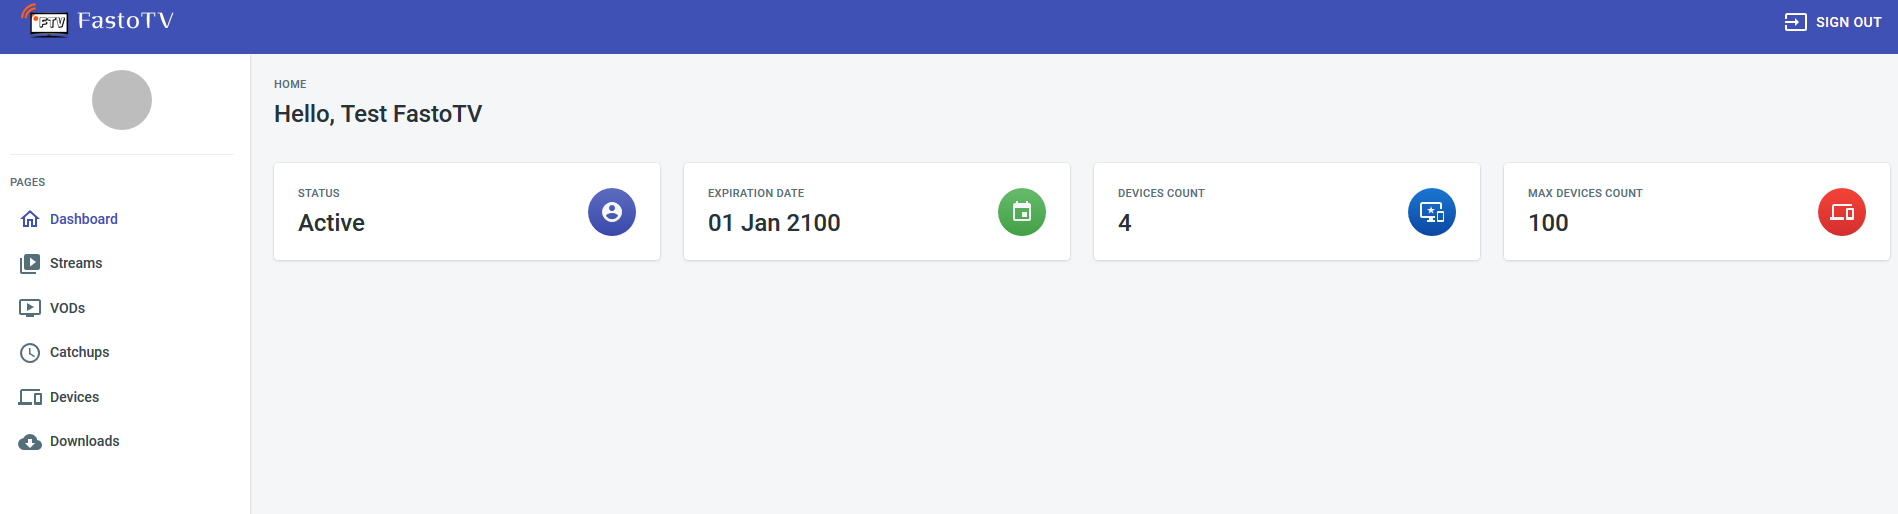 FTV FastoTV
SIGN OUT
PAGES
Dashboard
Streams
VODs
Catchups
Devices
Downloads
HOME
Hello, Test FastoTV
STATUS
Active
EXPIRATION DATE
01 Jan 2100
DEVICES COUNT
4
MAX DEVICES COUNT
100